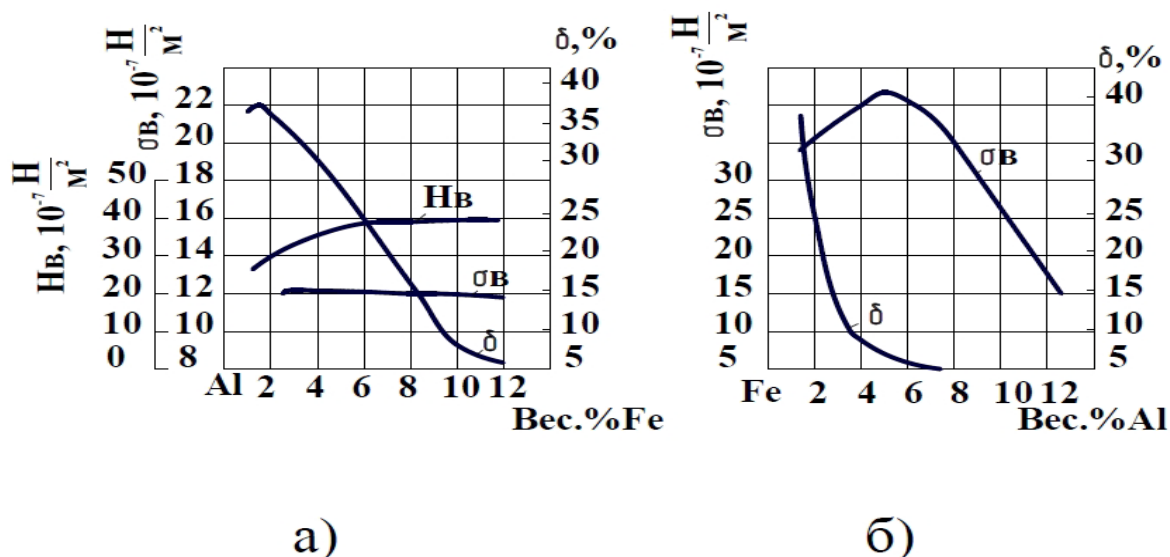 Нв, 10⁻⁷ Н/м²
σв, 10⁻⁷ Н/м²
δ,%
50 40 30 20 10 0
22 20 18 16 14 12 10 8
40 35 30 25 20 15 10 5
Нв
σв
δ
Al 2 4 6 8 10 12
Вес.%Fe
а)
σв, 10⁻⁷ Н/м²
δ,%
30 25 20 15 10 5
40 35 30 25 20 15 10 5
σв
δ
Fe 2 4 6 8 10 12
Вес.%Al
б)